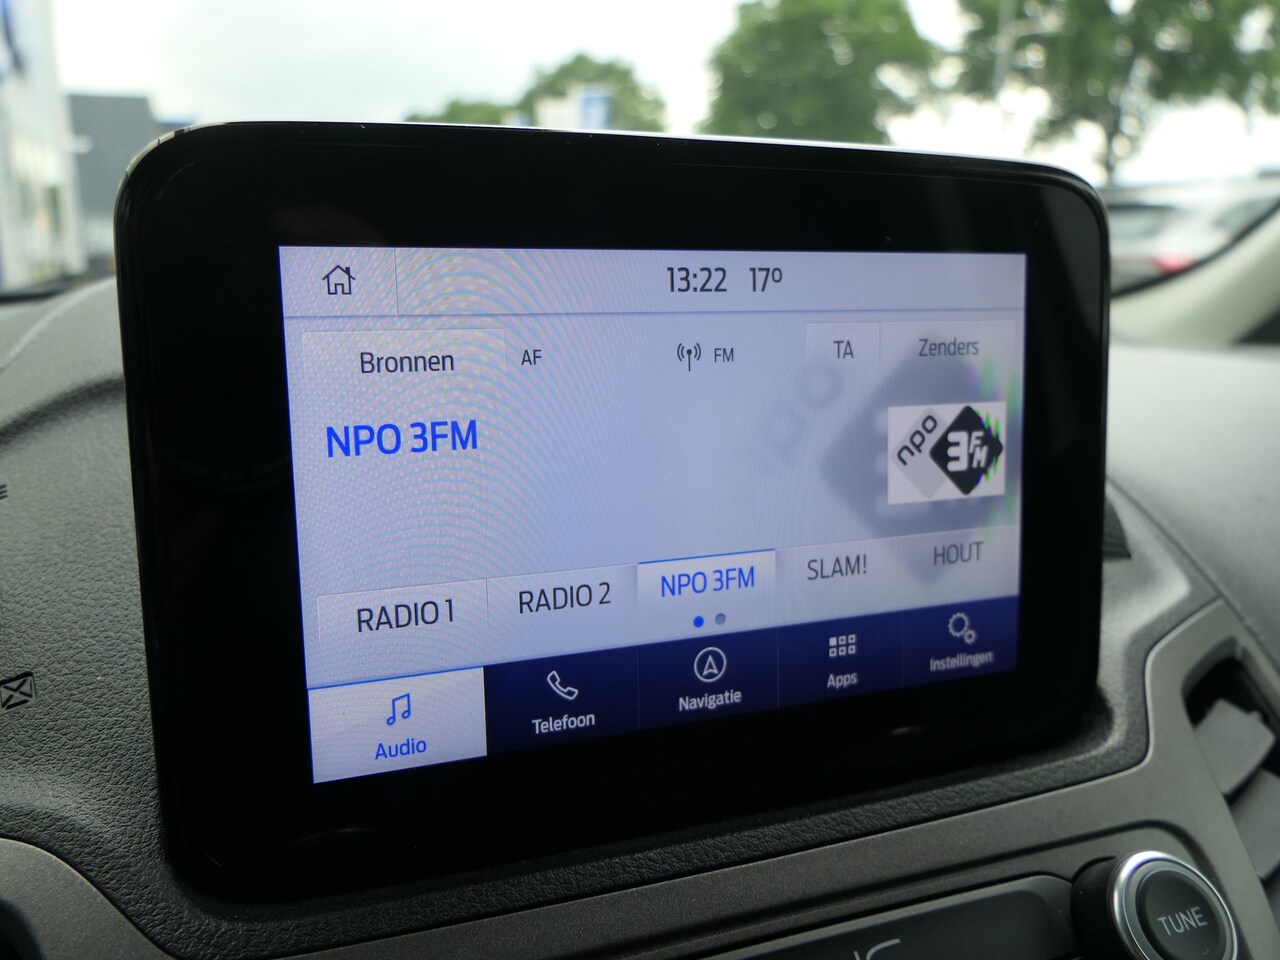 13:22 17º
Bronnen AF FM TA Zenders
NPO 3FM
npo 3FM
RADIO 1 RADIO 2 NPO 3FM SLAM! HOUT
Audio Telefoon Navigatie Apps Instellingen
TUNE